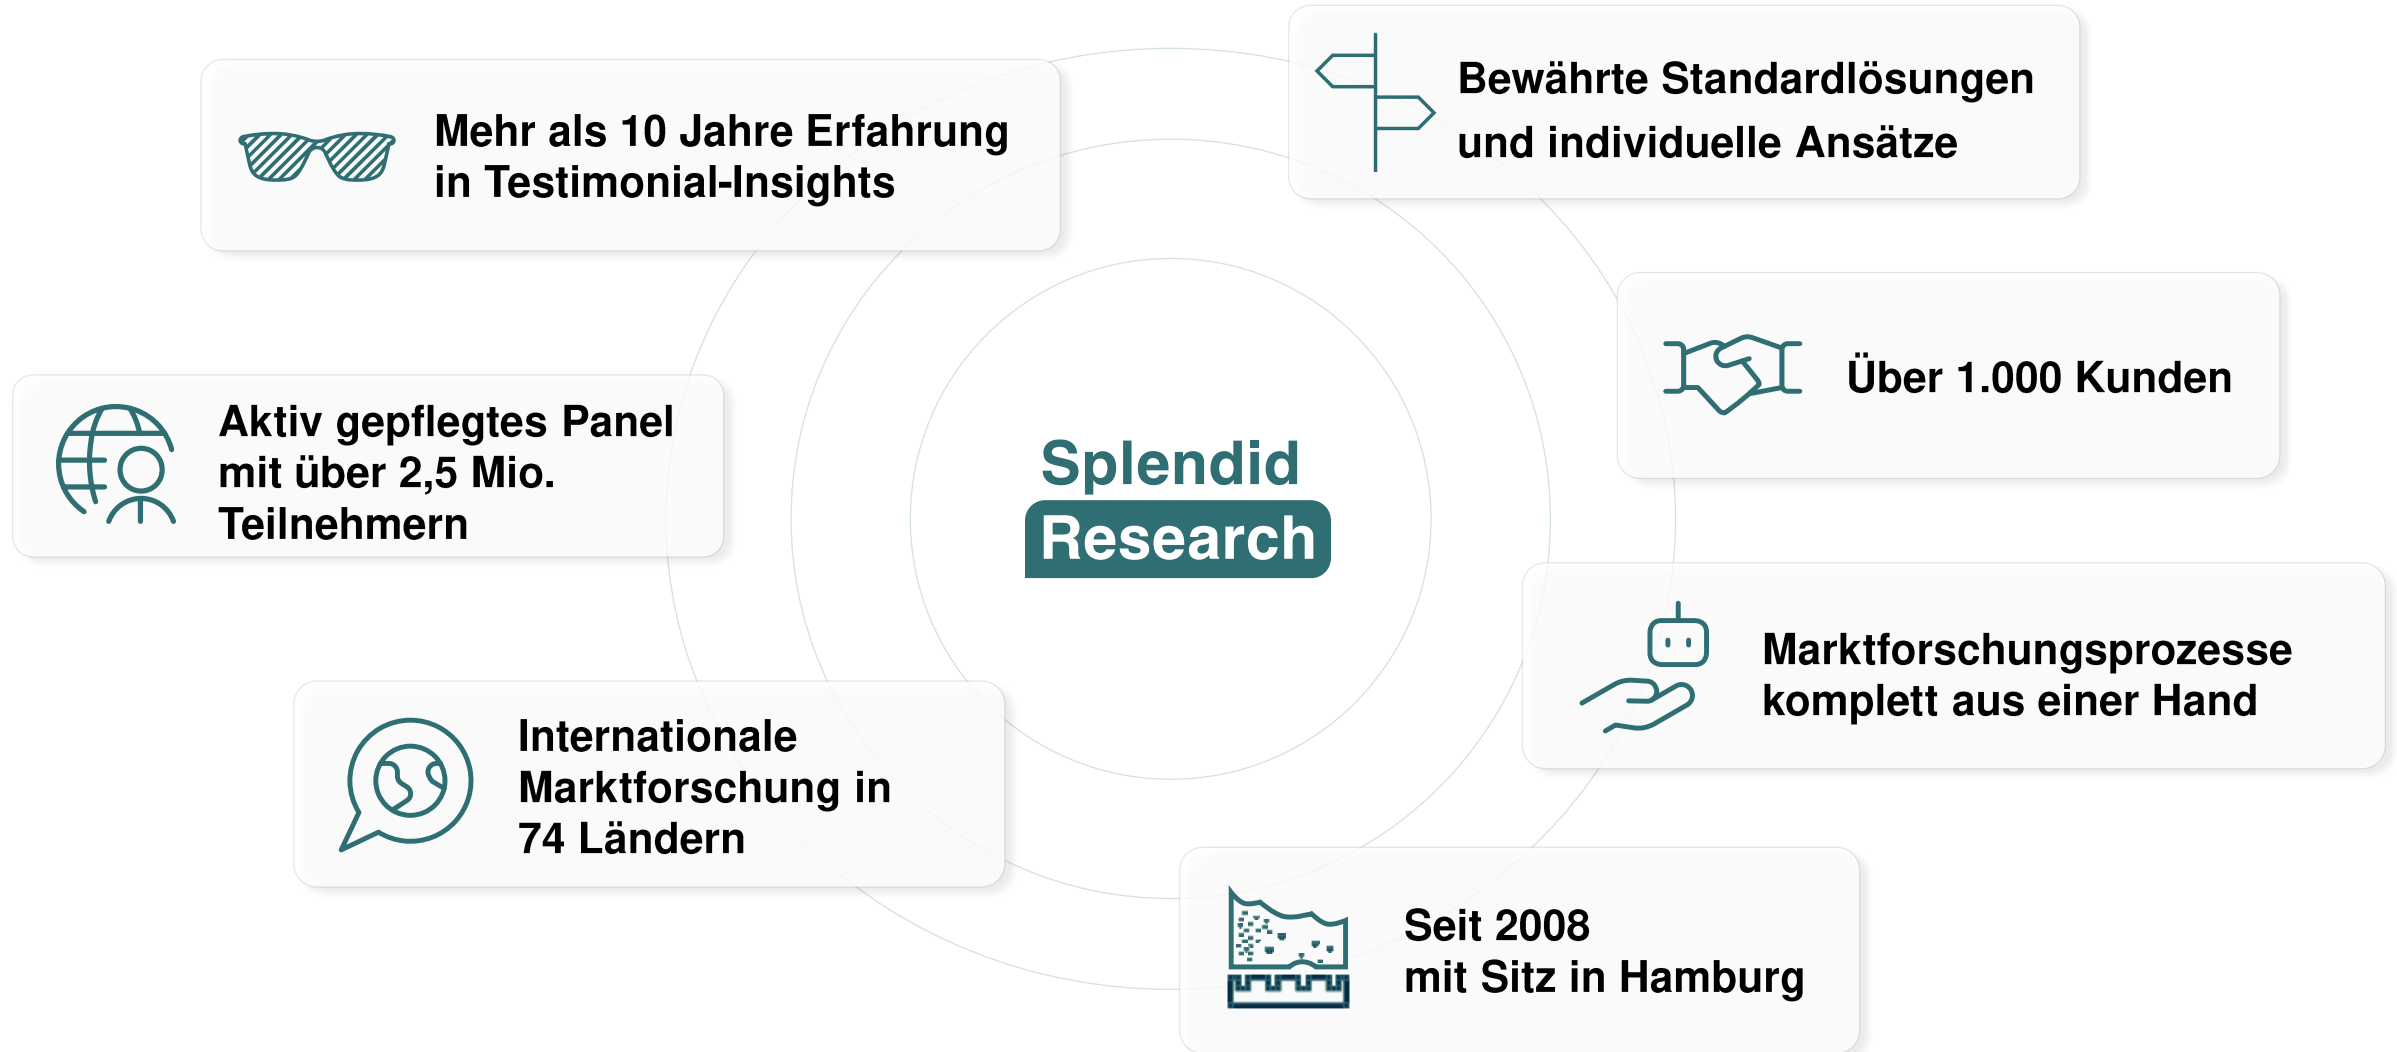 Mehr als 10 Jahre Erfahrung
in Testimonial-Insights
Bewährte Standardlösungen
und individuelle Ansätze
Über 1.000 Kunden
Aktiv gepflegtes Panel
mit über 2,5 Mio.
Teilnehmern
Splendid
Research
Marktforschungsprozesse
komplett aus einer Hand
Internationale
Marktforschung in
74 Ländern
Seit 2008
mit Sitz in Hamburg